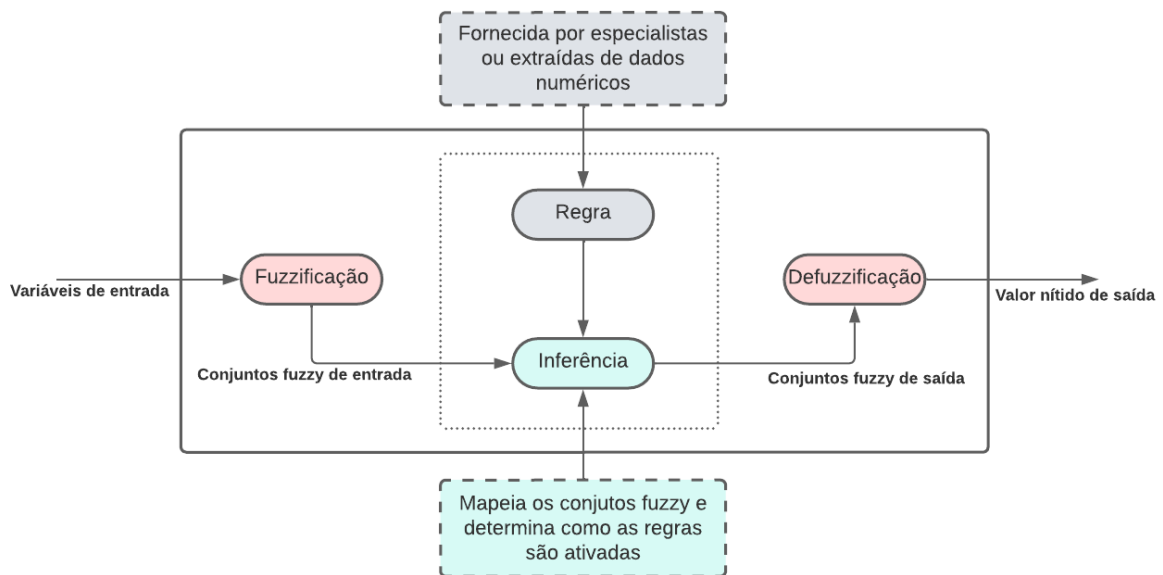 Fornecida por especialistas
ou extraídas de dados
numéricos
Regra
Fuzzificação
Defuzzificação
Variáveis de entrada
Valor nítido de saída
Inferência
Conjuntos fuzzy de entrada
Conjuntos fuzzy de saída
Mapeia os conjutos fuzzy e
determina como as regras
são ativadas